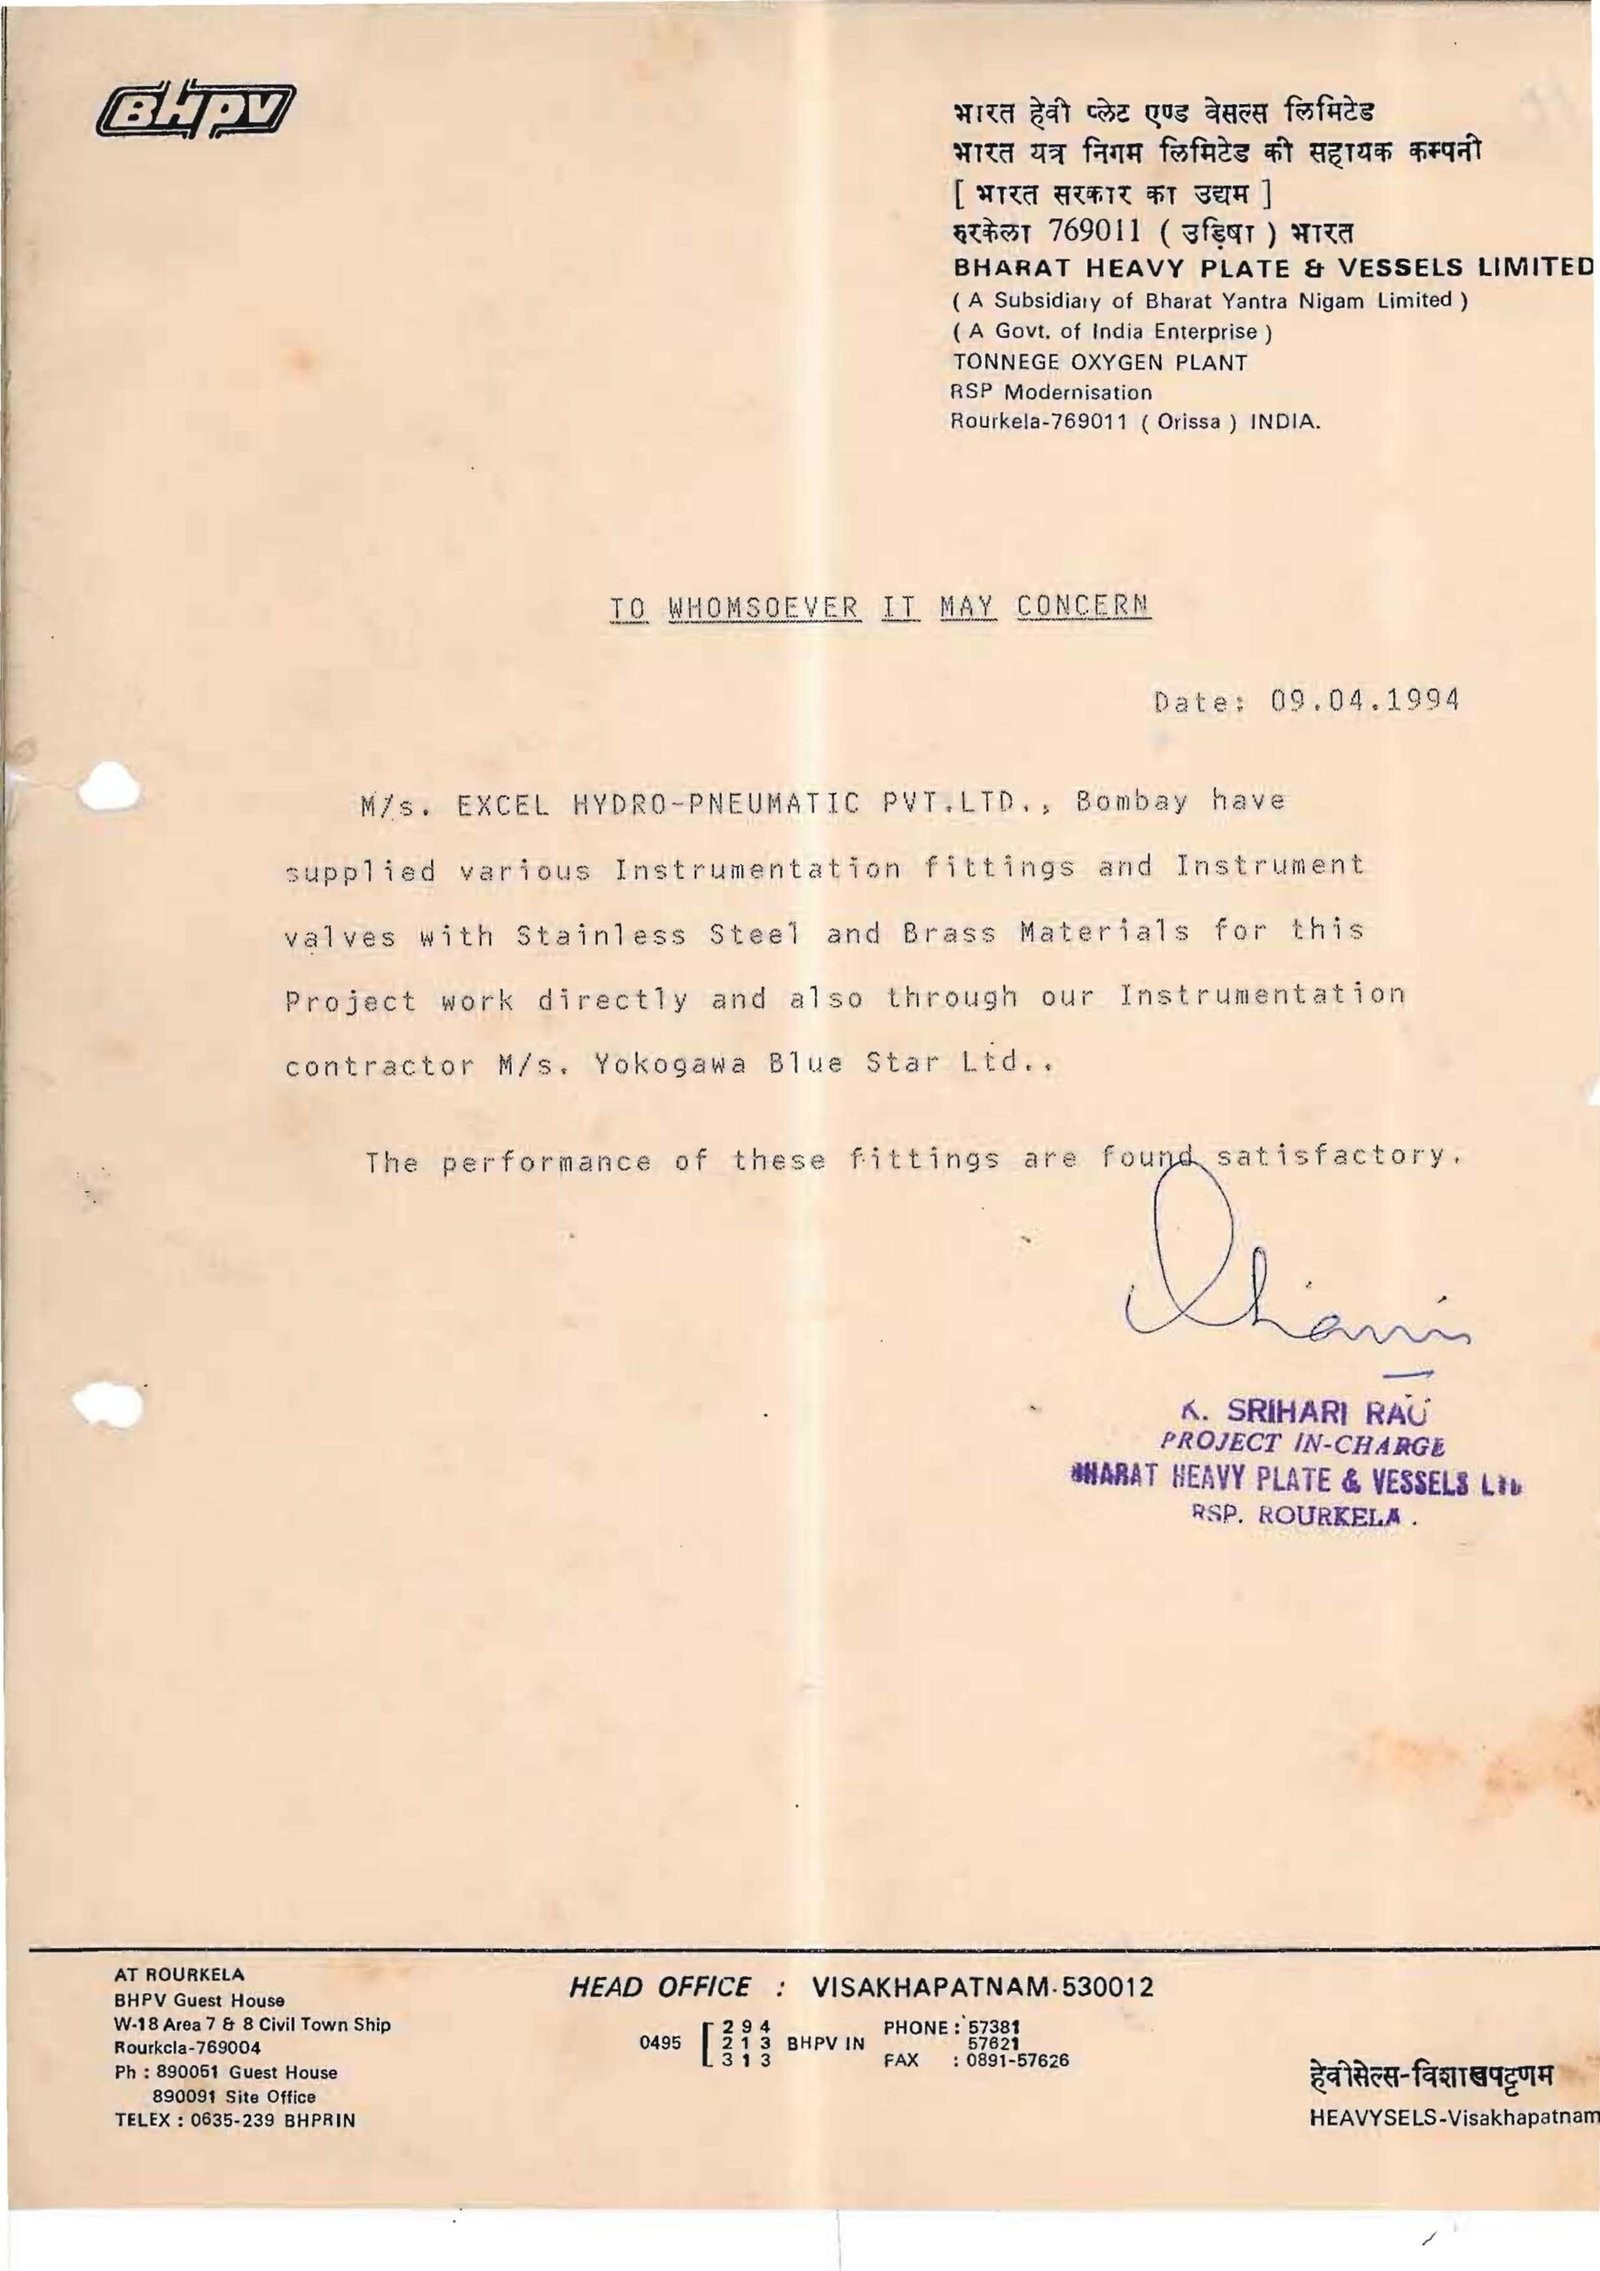 BHPV
भारत हेवी प्लेट एण्ड वेसल्स लिमिटेड
भारत यत्र निगम लिमिटेड की सहायक कम्पनी
[ भारत सरकार का उद्यम ]
रुरकेला 769011 ( उड़िषा ) भारत
BHARAT HEAVY PLATE & VESSELS LIMITED
( A Subsidiary of Bharat Yantra Nigam Limited )
( A Govt. of India Enterprise )
TONNEGE OXYGEN PLANT
RSP Modernisation
Rourkela-769011 ( Orissa ) INDIA.
TO WHOMSOEVER IT MAY CONCERN
Date: 09.04.1994
M/s. EXCEL HYDRO-PNEUMATIC PVT.LTD., Bombay have
supplied various Instrumentation fittings and Instrument
valves with Stainless Steel and Brass Materials for this
Project work directly and also through our Instrumentation
contractor M/s. Yokogawa Blue Star Ltd..
The performance of these fittings are found satisfactory.
K. SRIHARI RAO
PROJECT IN-CHARGE
BHARAT HEAVY PLATE & VESSELS LTD
RSP. ROURKELA.
AT ROURKELA
BHPV Guest House
W-18 Area 7 & 8 Civil Town Ship
Rourkela-769004
Ph : 890051 Guest House
890091 Site Office
TELEX : 0635-239 BHPRIN
HEAD OFFICE : VISAKHAPATNAM-530012
0495 [ 294 213 313 BHPV IN
PHONE : 57381
57621
FAX : 0891-57626
हेवीसेल्स-विशाखपट्टणम
HEAVYSELS-Visakhapatnam